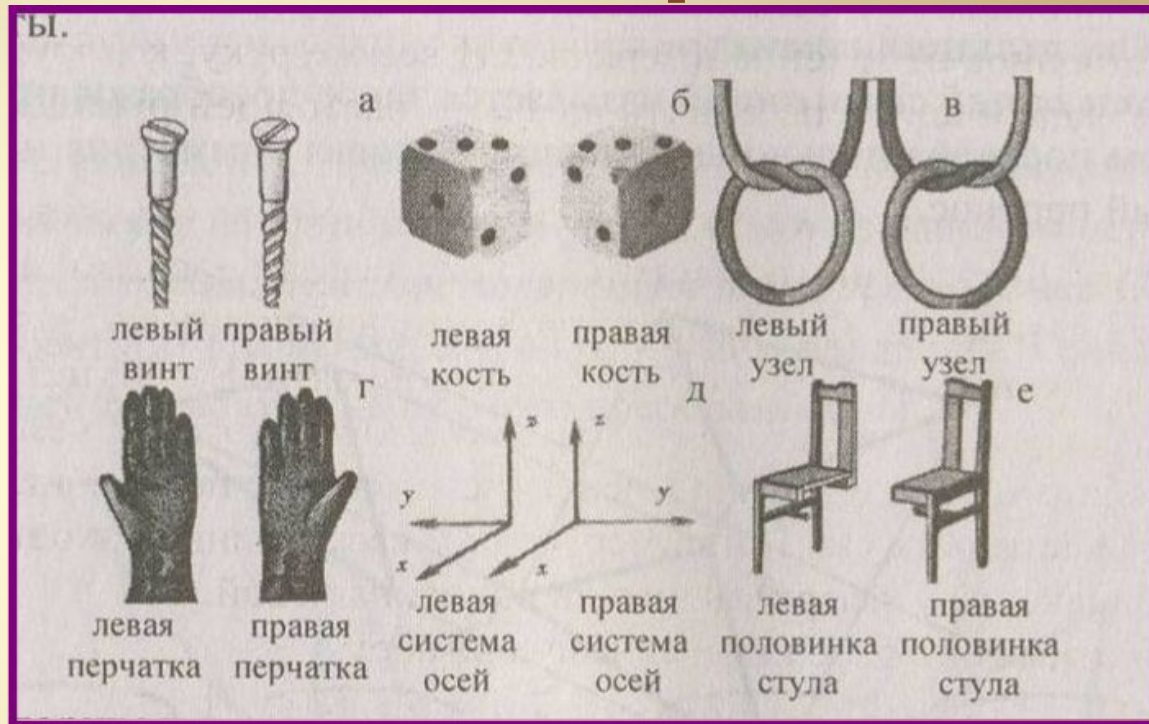 ты.
а
б
в
левый правый
винт винт
левая правая
кость кость
левый правый
узел узел
г
д
е
z z
y y
x x
левая правая
перчатка перчатка
левая правая
система система
осей осей
левая правая
половинка половинка
стула стула